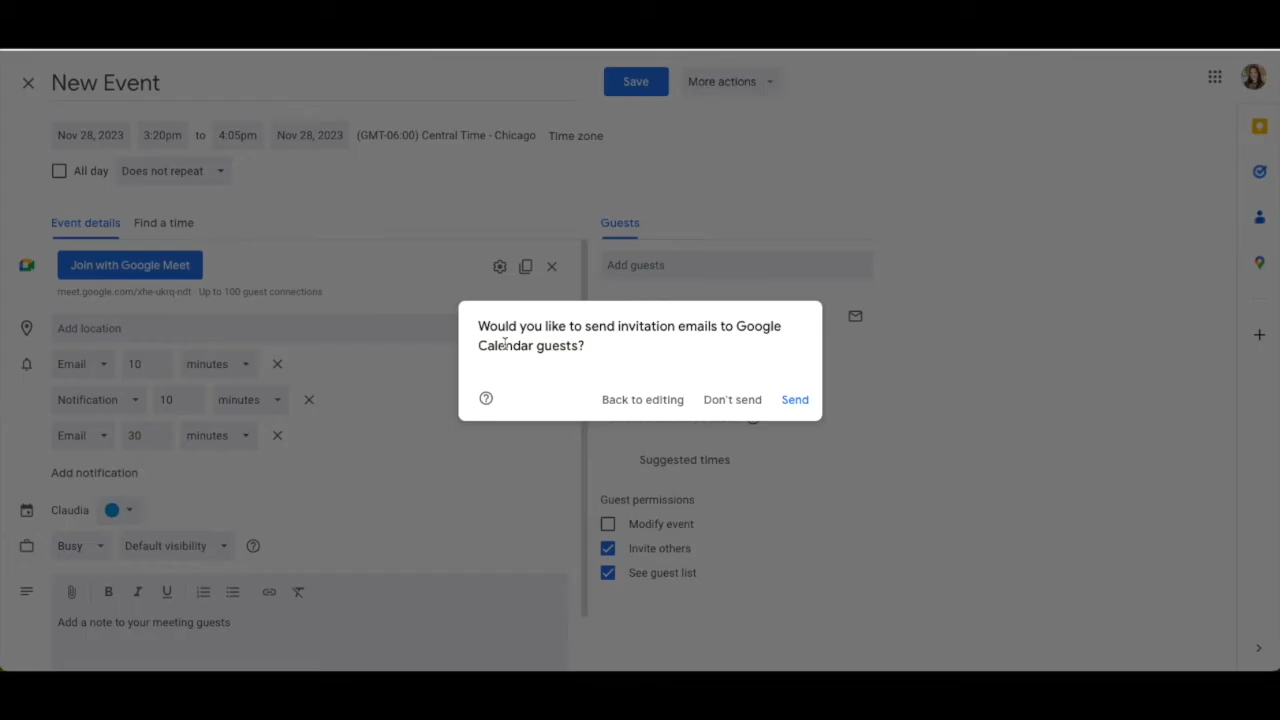 New Event
Save
More actions
Nov 28, 2023 3:20pm to 4:05pm Nov 28, 2023 (GMT-06:00) Central Time - Chicago Time zone
All day Does not repeat
Event details Find a time
Guests
Join with Google Meet
Add guests
meet.google.com/xhe-ukrq-ndt · Up to 100 guest connections
Add location
Would you like to send invitation emails to Google
Calendar guests?
Back to editing Don't send Send
Email 10 minutes
Notification 10 minutes
Email 30 minutes
Add notification
Suggested times
Claudia
Guest permissions
Modify event
Busy Default visibility
Invite others
See guest list
B I U
Add a note to your meeting guests